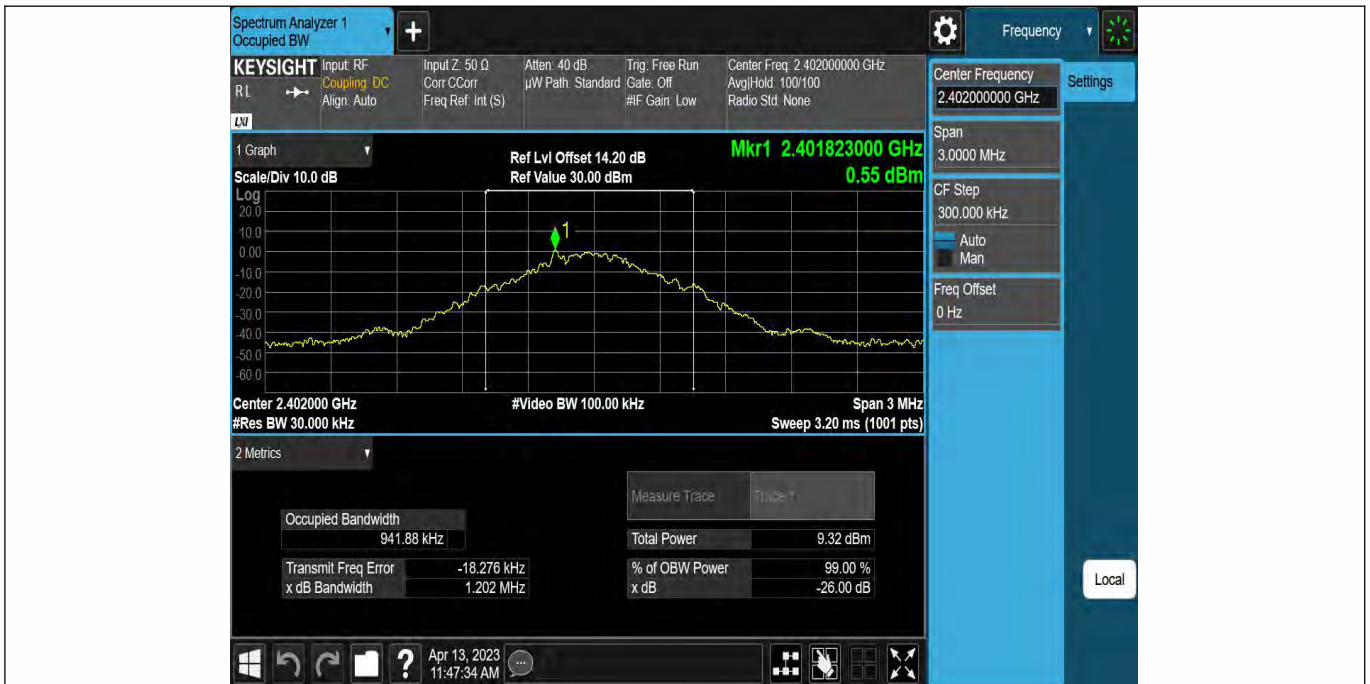 Spectrum Analyzer 1
Occupied BW
Frequency
KEYSIGHT
RL
LXI
Input: RF
Coupling: DC
Align: Auto
Input Z: 50 Ω
Corr CCorr
Freq Ref: Int (S)
Atten: 40 dB
µW Path: Standard
Trig: Free Run
Gate: Off
#IF Gain: Low
Center Freq: 2.402000000 GHz
Avg|Hold: 100/100
Radio Std: None
Center Frequency
2.402000000 GHz
Settings
Span
3.0000 MHz
CF Step
300.000 kHz
Auto
Man
Freq Offset
0 Hz
Local
1 Graph
Scale/Div 10.0 dB
Ref Lvl Offset 14.20 dB
Ref Value 30.00 dBm
Mkr1 2.401823000 GHz
0.55 dBm
Log
20.0
10.0
0.00
-10.0
-20.0
-30.0
-40.0
-50.0
-60.0
1
Center 2.402000 GHz
#Video BW 100.00 kHz
Span 3 MHz
#Res BW 30.000 kHz
Sweep 3.20 ms (1001 pts)
2 Metrics
Measure Trace
Trace 1
Occupied Bandwidth
941.88 kHz
Total Power
9.32 dBm
Transmit Freq Error
-18.276 kHz
% of OBW Power
99.00 %
x dB Bandwidth
1.202 MHz
x dB
-26.00 dB
Apr 13, 2023
11:47:34 AM